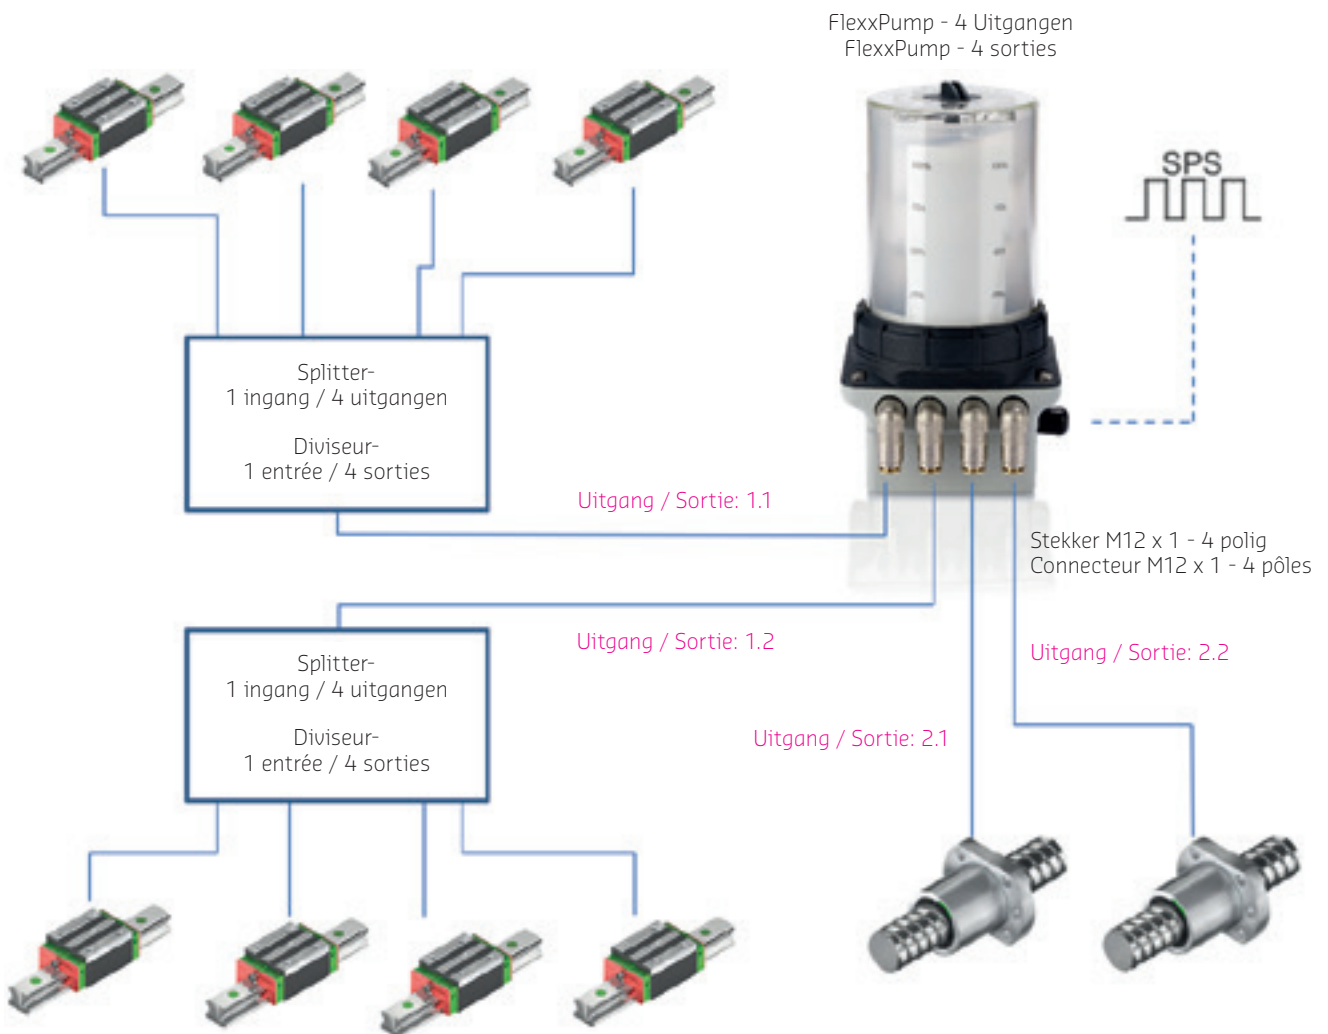 FlexxPump - 4 Uitgangen
FlexxPump - 4 sorties
SPS
Splitter-
1 ingang / 4 uitgangen
Diviseur-
1 entrée / 4 sorties
Uitgang / Sortie: 1.1
Stekker M12 x 1 - 4 polig
Connecteur M12 x 1 - 4 pôles
Uitgang / Sortie: 1.2
Uitgang / Sortie: 2.2
Splitter-
1 ingang / 4 uitgangen
Diviseur-
1 entrée / 4 sorties
Uitgang / Sortie: 2.1